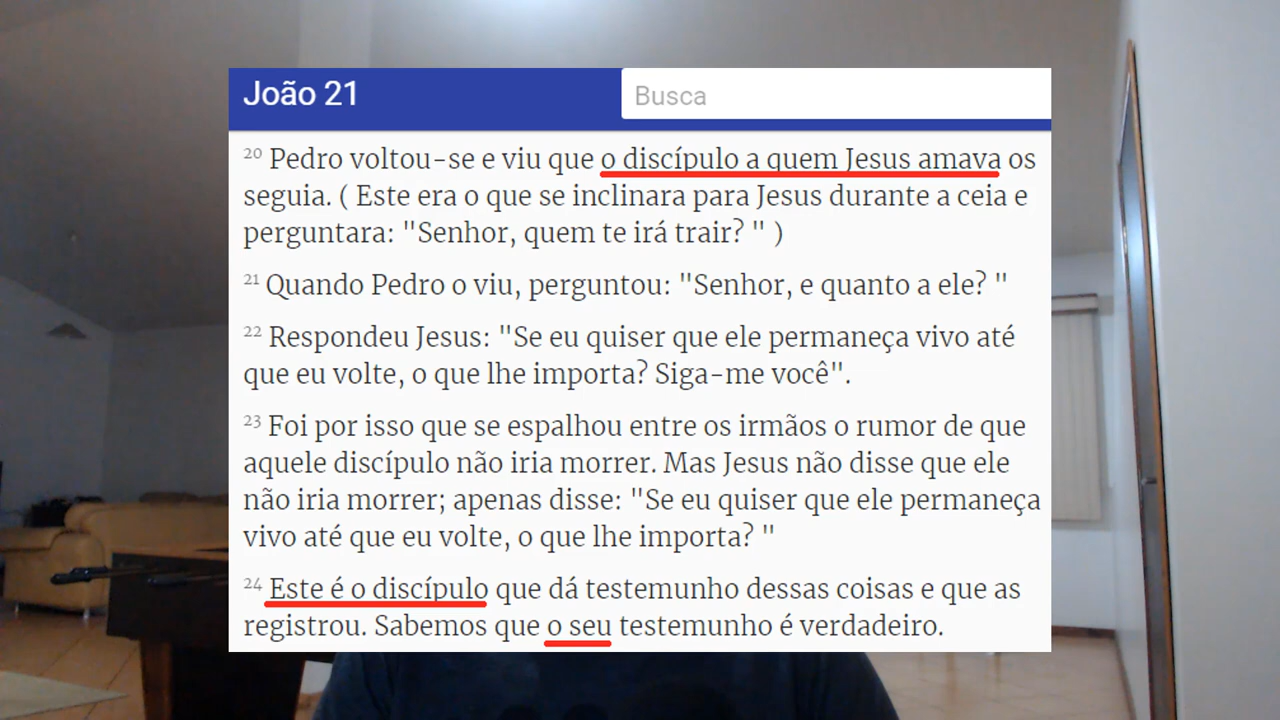 João 21
Busca
20 Pedro voltou-se e viu que o discípulo a quem Jesus amava os
seguia. ( Este era o que se inclinara para Jesus durante a ceia e
perguntara: "Senhor, quem te irá trair? " )
21 Quando Pedro o viu, perguntou: "Senhor, e quanto a ele? "
22 Respondeu Jesus: "Se eu quiser que ele permaneça vivo até
que eu volte, o que lhe importa? Siga-me você".
23 Foi por isso que se espalhou entre os irmãos o rumor de que
aquele discípulo não iria morrer. Mas Jesus não disse que ele
não iria morrer; apenas disse: "Se eu quiser que ele permaneça
vivo até que eu volte, o que lhe importa? "
24 Este é o discípulo que dá testemunho dessas coisas e que as
registrou. Sabemos que o seu testemunho é verdadeiro.